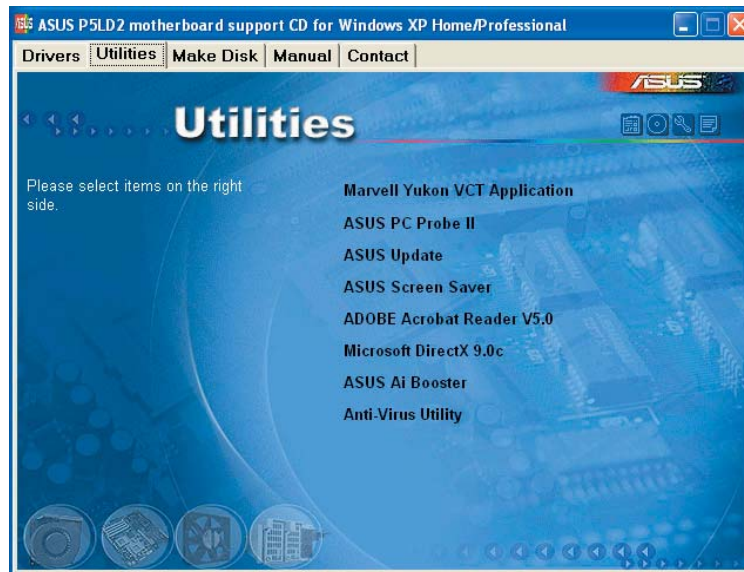 ASUS P5LD2 motherboard support CD for Windows XP Home/Professional
Drivers Utilities Make Disk Manual Contact
ASUS
Utilities
Please select items on the right
side.
Marvell Yukon VCT Application
ASUS PC Probe II
ASUS Update
ASUS Screen Saver
ADOBE Acrobat Reader V5.0
Microsoft DirectX 9.0c
ASUS Ai Booster
Anti-Virus Utility